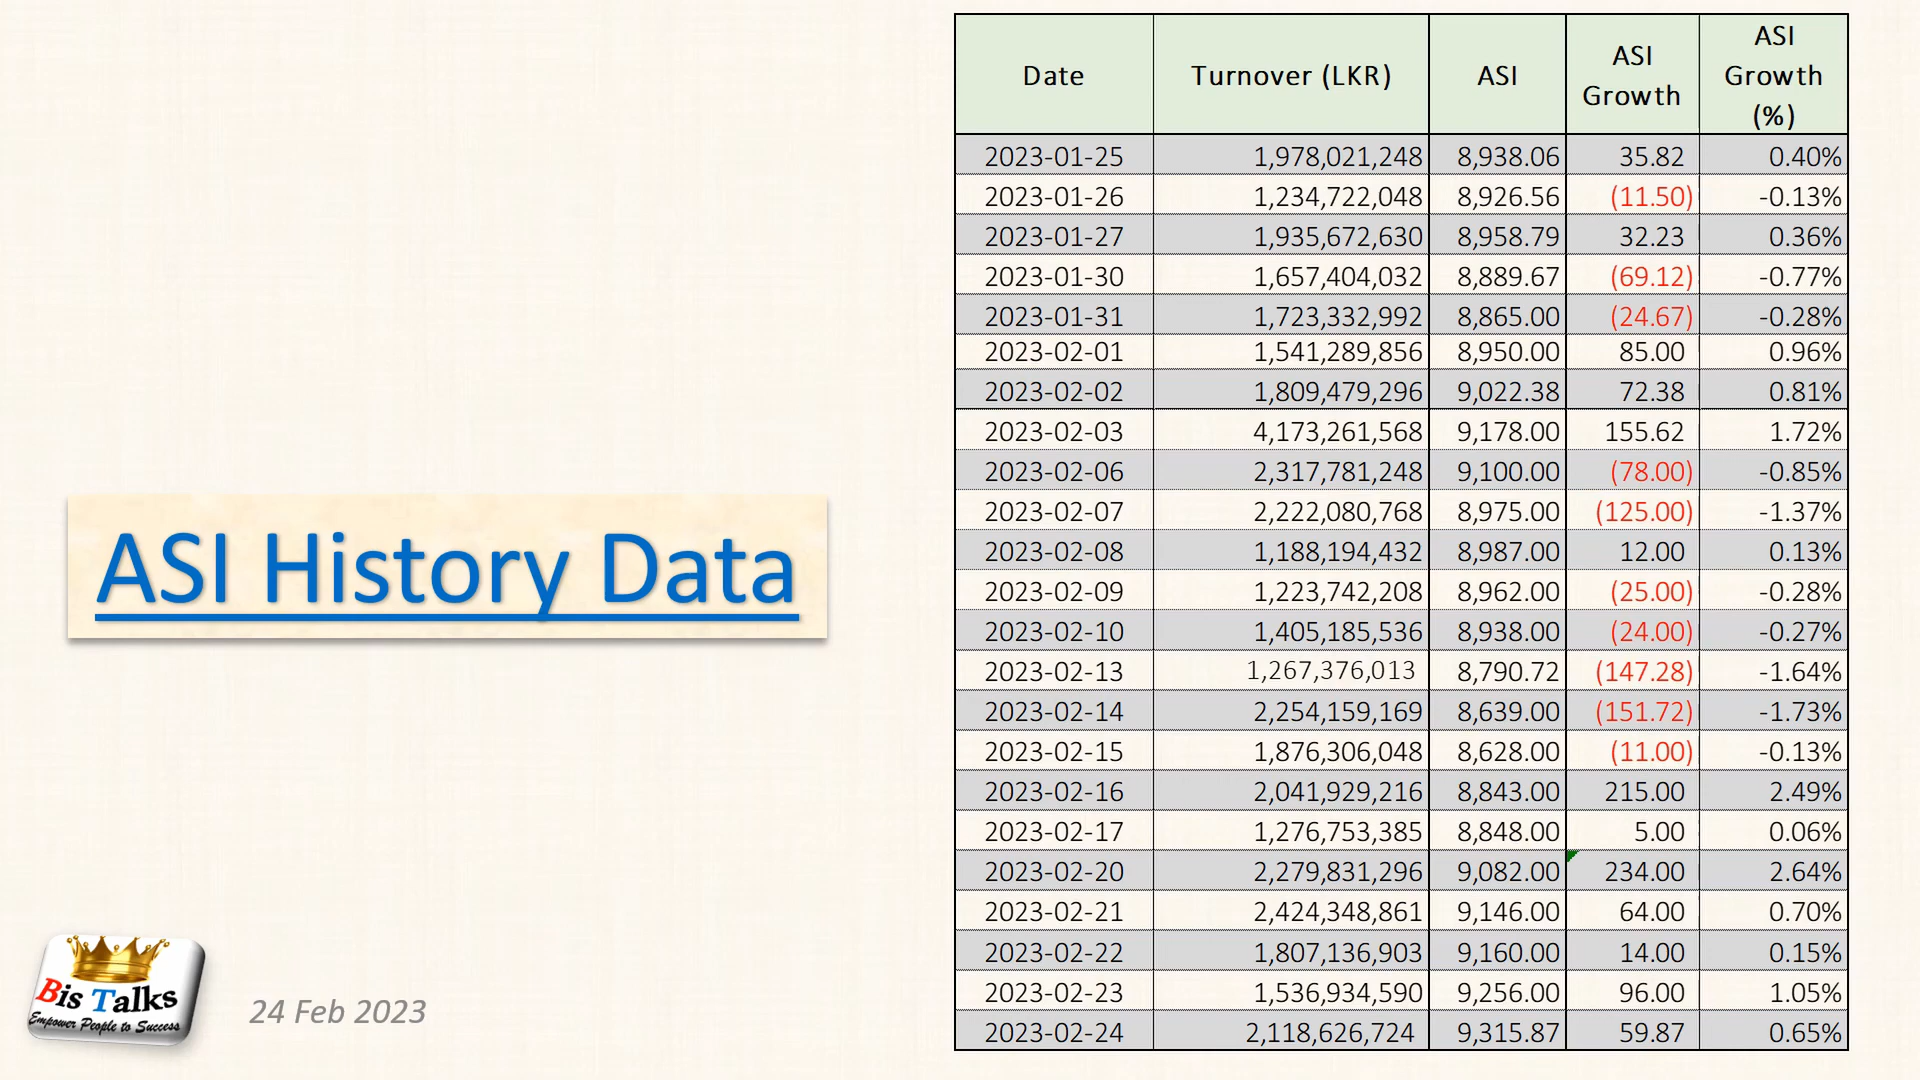 ASI History Data
Date Turnover (LKR) ASI ASI Growth ASI Growth (%)
2023-01-25 1,978,021,248 8,938.06 35.82 0.40%
2023-01-26 1,234,722,048 8,926.56 (11.50) -0.13%
2023-01-27 1,935,672,630 8,958.79 32.23 0.36%
2023-01-30 1,657,404,032 8,889.67 (69.12) -0.77%
2023-01-31 1,723,332,992 8,865.00 (24.67) -0.28%
2023-02-01 1,541,289,856 8,950.00 85.00 0.96%
2023-02-02 1,809,479,296 9,022.38 72.38 0.81%
2023-02-03 4,173,261,568 9,178.00 155.62 1.72%
2023-02-06 2,317,781,248 9,100.00 (78.00) -0.85%
2023-02-07 2,222,080,768 8,975.00 (125.00) -1.37%
2023-02-08 1,188,194,432 8,987.00 12.00 0.13%
2023-02-09 1,223,742,208 8,962.00 (25.00) -0.28%
2023-02-10 1,405,185,536 8,938.00 (24.00) -0.27%
2023-02-13 1,267,376,013 8,790.72 (147.28) -1.64%
2023-02-14 2,254,159,169 8,639.00 (151.72) -1.73%
2023-02-15 1,876,306,048 8,628.00 (11.00) -0.13%
2023-02-16 2,041,929,216 8,843.00 215.00 2.49%
2023-02-17 1,276,753,385 8,848.00 5.00 0.06%
2023-02-20 2,279,831,296 9,082.00 234.00 2.64%
2023-02-21 2,424,348,861 9,146.00 64.00 0.70%
2023-02-22 1,807,136,903 9,160.00 14.00 0.15%
2023-02-23 1,536,934,590 9,256.00 96.00 1.05%
2023-02-24 2,118,626,724 9,315.87 59.87 0.65%
Bis Talks
Empower People to Success
24 Feb 2023